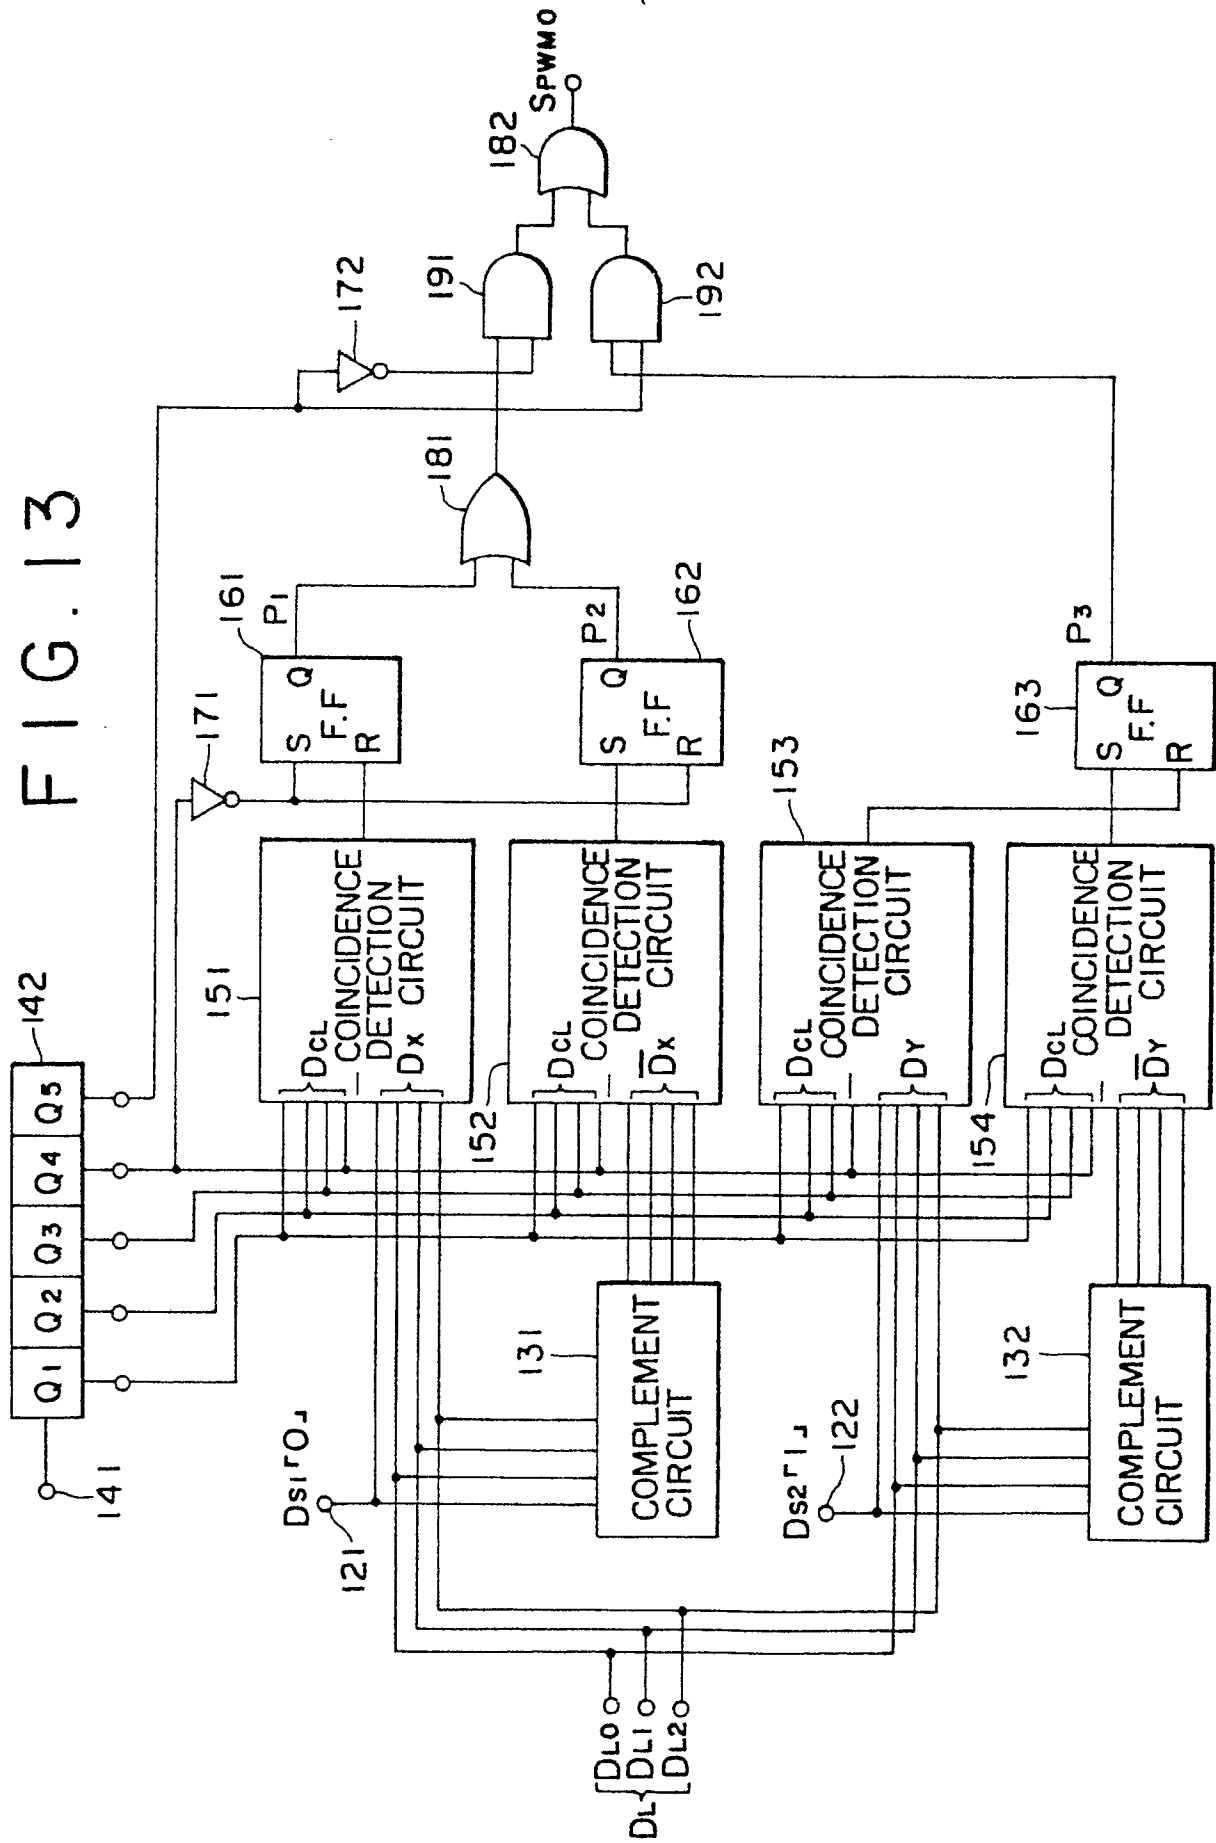 FIG. 13
142
Q1 Q2 Q3 Q4 Q5
141
171
161
P1
S Q
F.F
R
172
181
191
182
SPWMO
192
151
DCL
COINCIDENCE
DETECTION
CIRCUIT
DX
DS1「0」
121
131
COMPLEMENT
CIRCUIT
152
DCL
COINCIDENCE
DETECTION
CIRCUIT
D̅X
P2
162
S Q
F.F
R
153
DCL
COINCIDENCE
DETECTION
CIRCUIT
DY
DS2「1」
122
132
COMPLEMENT
CIRCUIT
154
DCL
COINCIDENCE
DETECTION
CIRCUIT
D̅Y
P3
163
S Q
F.F
R
DL0
DL1
DL2
DL